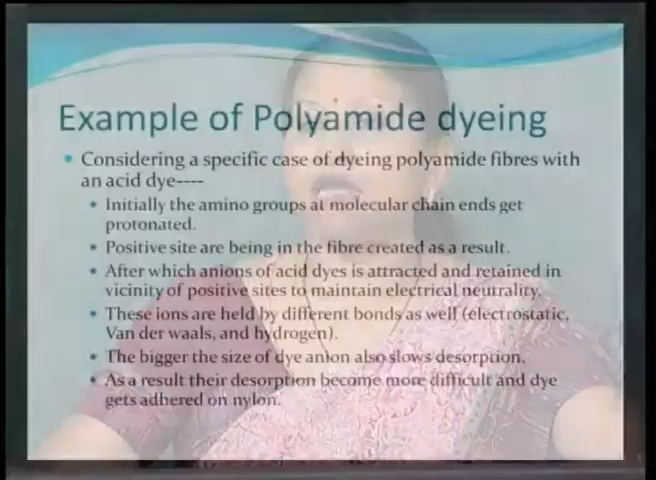 Example of Polyamide dyeing
Considering a specific case of dyeing polyamide fibres with
an acid dye----
Initially the amino groups at molecular chain ends get
protonated.
Positive site are being in the fibre created as a result.
After which anions of acid dyes is attracted and retained in
vicinity of positive sites to maintain electrical neutrality.
These ions are held by different bonds as well (electrostatic,
Van der waals, and hydrogen).
The bigger the size of dye anion also slows desorption.
As a result their desorption become more difficult and dye
gets adhered on nylon.